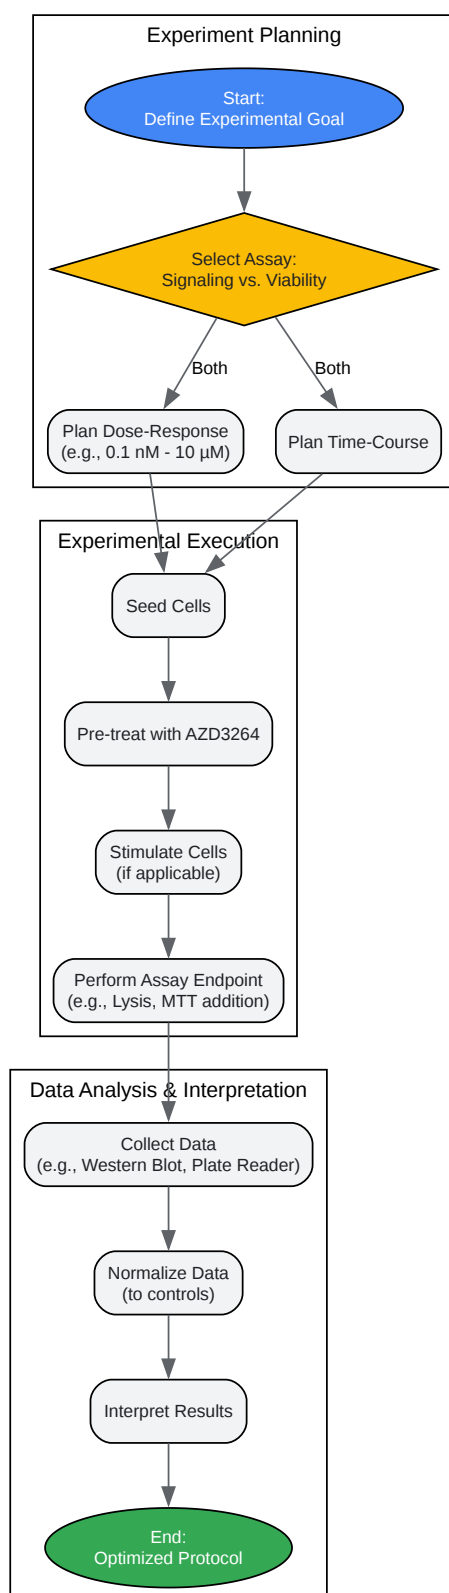 Experiment Planning
Start:
Define Experimental Goal
Select Assay:
Signaling vs. Viability
Both
Both
Plan Dose-Response
(e.g., 0.1 nM - 10 µM)
Plan Time-Course
Experimental Execution
Seed Cells
Pre-treat with AZD3264
Stimulate Cells
(if applicable)
Perform Assay Endpoint
(e.g., Lysis, MTT addition)
Data Analysis & Interpretation
Collect Data
(e.g., Western Blot, Plate Reader)
Normalize Data
(to controls)
Interpret Results
End:
Optimized Protocol